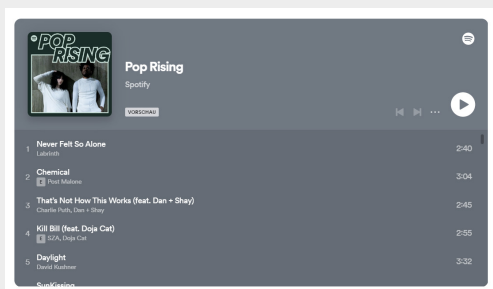 POP
RISING
Pop Rising
Spotify
VORSCHAU
1 Never Felt So Alone 2:40
Labrinth
2 Chemical 3:04
E Post Malone
3 That's Not How This Works (feat. Dan + Shay) 2:45
Charlie Puth, Dan + Shay
4 Kill Bill (feat. Doja Cat) 2:55
E SZA, Doja Cat
5 Daylight 3:32
David Kushner
SunKissing